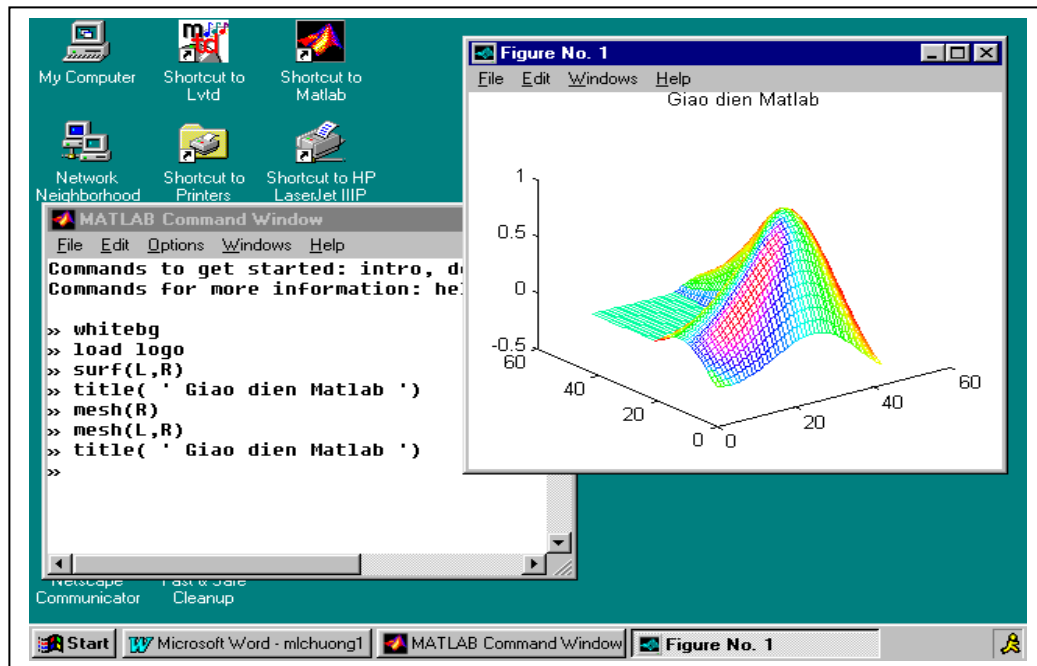 My Computer
Shortcut to
Lvtd
Shortcut to
Matlab
Network
Neighborhood
Shortcut to
Printers
Shortcut to HP
LaserJet IIIP
MATLAB Command Window
File Edit Options Windows Help
Commands to get started: intro,
Commands for more information:
» whitebg
» load logo
» surf(L,R)
» title( ' Giao dien Matlab ')
» mesh(R)
» mesh(L,R)
» title( ' Giao dien Matlab ')
»
Figure No. 1
File Edit Windows Help
Giao dien Matlab
1
0.5
0
-0.5
60
40
20
0
0
20
40
60
Netscape
Communicator
Fast & Safe
Cleanup
Start Microsoft Word - mlchuong1 MATLAB Command Window Figure No. 1